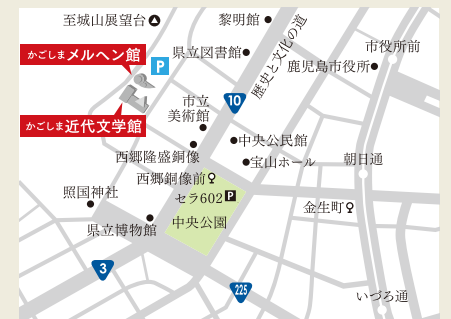 至城山展望台
黎明館
歴史と文化の道
市役所前
かごしまメルヘン館
P
県立図書館
鹿児島市役所
10
市立
美術館
かごしま近代文学館
中央公民館
西郷隆盛銅像
宝山ホール
朝日通
西郷銅像前
セラ602 P
照国神社
金生町
県立博物館
中央公園
3
225
いづろ通